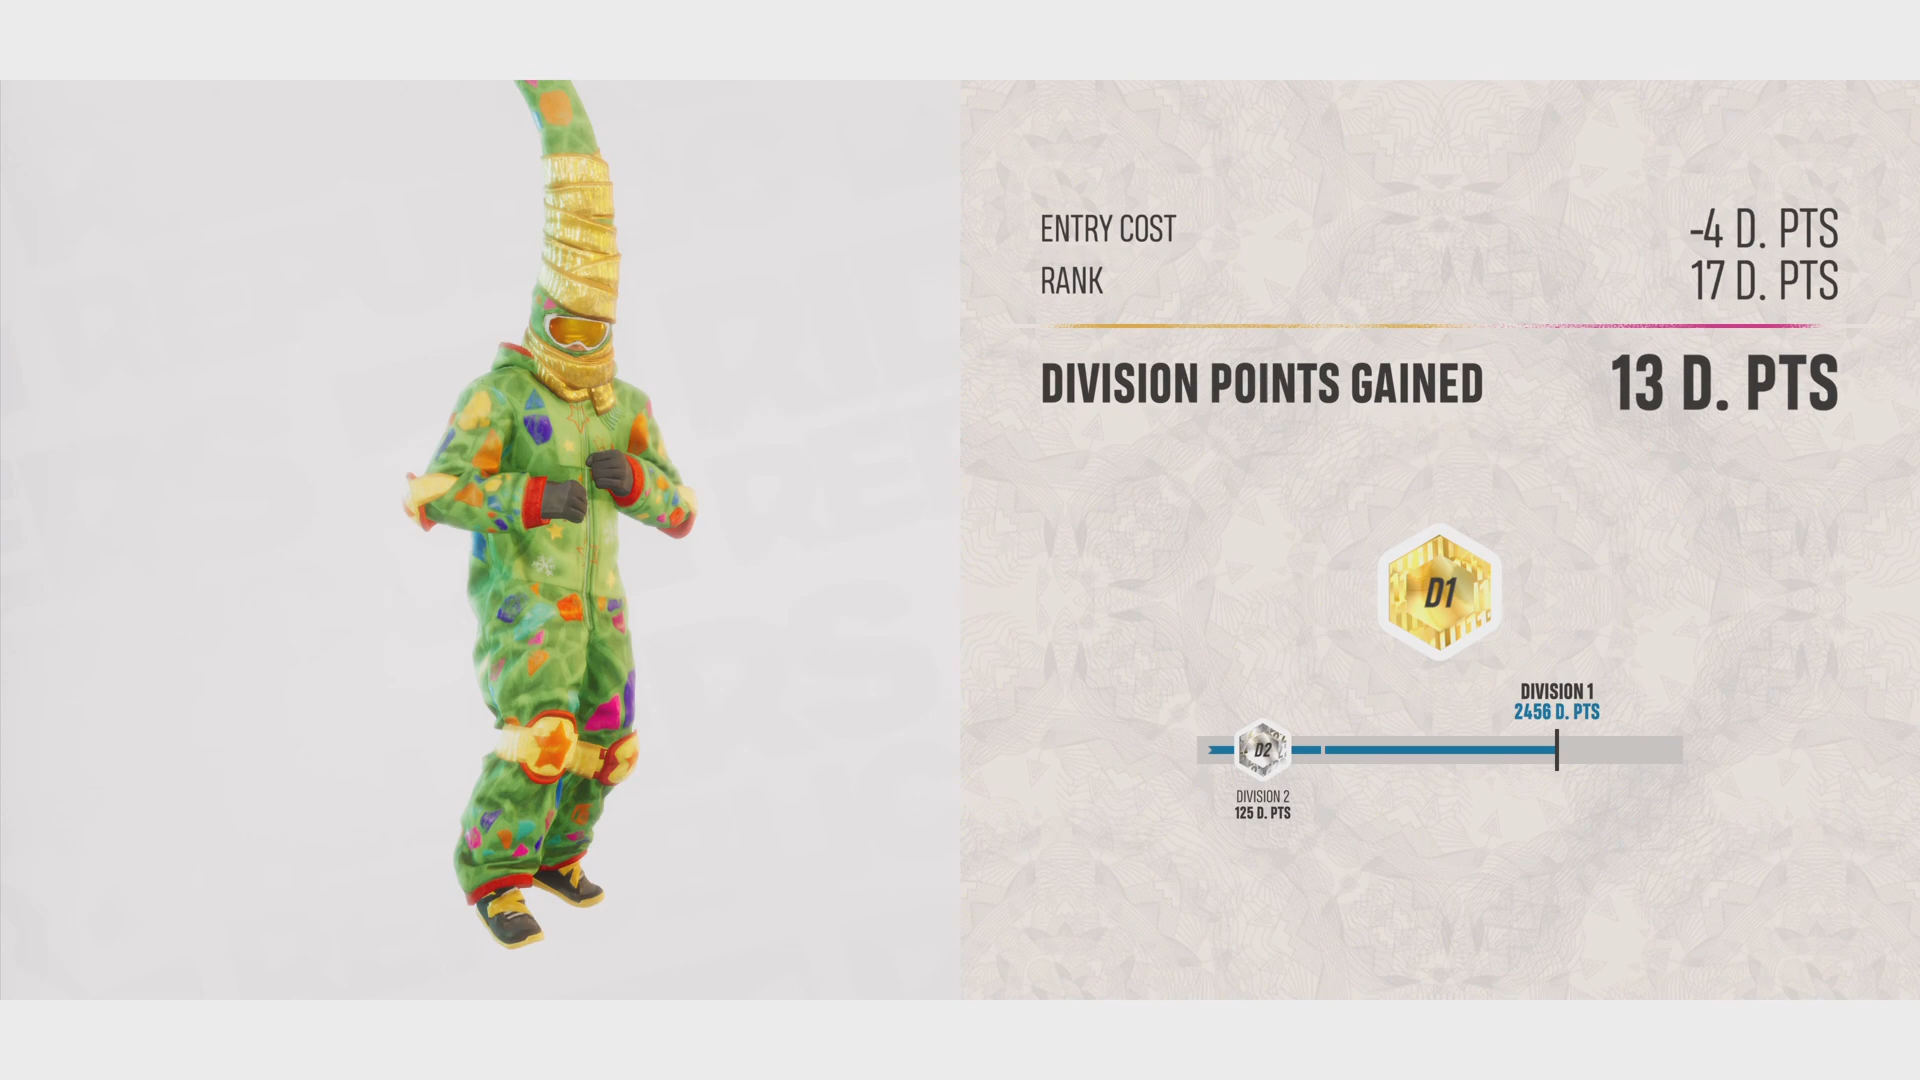 ENTRY COST -4 D. PTS
RANK 17 D. PTS
DIVISION POINTS GAINED 13 D. PTS
D1
DIVISION 1
2456 D. PTS
D2
DIVISION 2
125 D. PTS